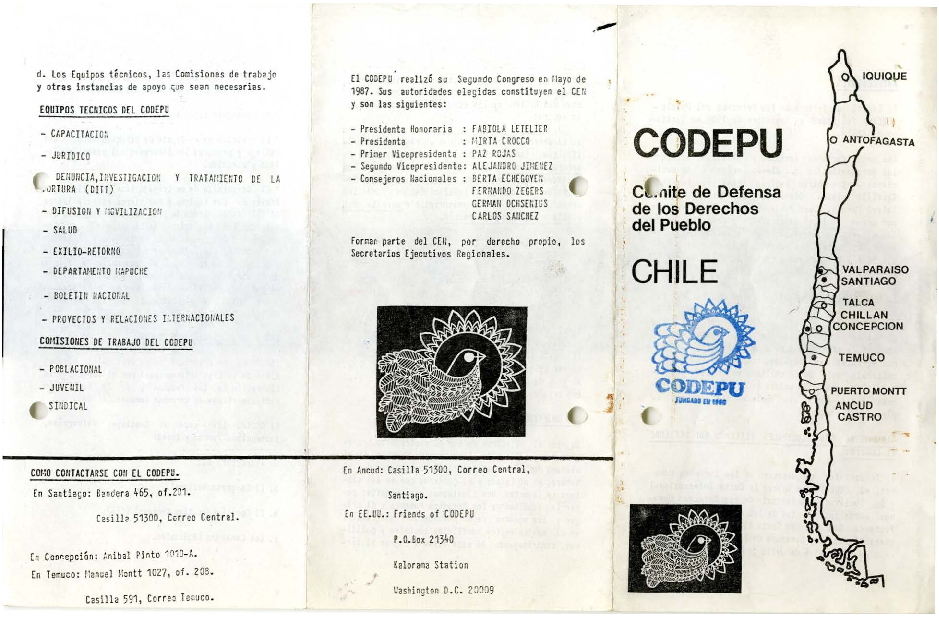 d. Los Equipos técnicos, las Comisiones de trabajo
y otras instancias de apoyo que sean necesarias.
EQUIPOS TECNICOS DEL CODEPU
- CAPACITACION
- JURIDICO
DENUNCIA,INVESTIGACION Y TRATAMIENTO DE LA
TORTURA (DITT)
- DIFUSION Y MOVILIZACION
- SALUD
- EXILIO-RETORNO
- DEPARTAMENTO MAPUCHE
- BOLETIN NACIONAL
- PROYECTOS Y RELACIONES INTERNACIONALES
COMISIONES DE TRABAJO DEL CODEPU
- POBLACIONAL
- JUVENIL
SINDICAL
COMO CONTACTARSE CON EL CODEPU.
En Santiago: Bandera 465, of.201.
Casilla 51300, Correo Central.
En Concepción: Anibal Pinto 1010-A.
En Temuco: Manuel Montt 1027, of. 208.
Casilla 591, Correo Temuco.
El CODEPU realizó su Segundo Congreso en Mayo de
1987. Sus autoridades elegidas constituyen el CEN
y son las siguientes:
- Presidenta Honoraria : FABIOLA LETELIER
- Presidenta : MIRTA CROCCO
- Primer Vicepresidenta : PAZ ROJAS
- Segundo Vicepresidente: ALEJANDRO JIMENEZ
- Consejeros Nacionales : BERTA ECHEGOYEN
FERNANDO ZEGERS
GERMAN OCHSENIUS
CARLOS SANCHEZ
Forman parte del CEN, por derecho propio, los
Secretarios Ejecutivos Regionales.
En Ancud: Casilla 51300, Correo Central,
Santiago.
En EE.UU.: Friends of CODEPU
P.O.Box 21340
Kalorama Station
Washington D.C. 20009
CODEPU
Comite de Defensa
de los Derechos
del Pueblo
CHILE
CODEPU
FUNDADO EN 1980
IQUIQUE
ANTOFAGASTA
VALPARAISO
SANTIAGO
TALCA
CHILLAN
CONCEPCION
TEMUCO
PUERTO MONTT
ANCUD
CASTRO